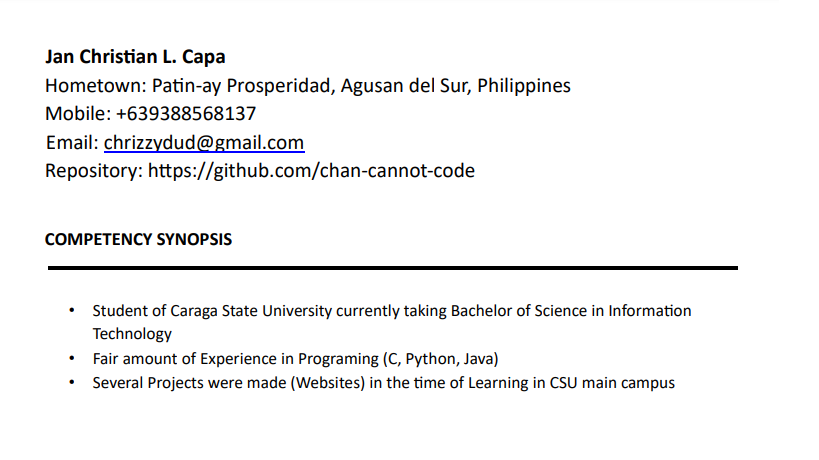 Jan Christian L. Capa
Hometown: Patin-ay Prosperidad, Agusan del Sur, Philippines
Mobile: +639388568137
Email: chrizzydud@gmail.com
Repository: https://github.com/chan-cannot-code
COMPETENCY SYNOPSIS
• Student of Caraga State University currently taking Bachelor of Science in Information
Technology
• Fair amount of Experience in Programing (C, Python, Java)
• Several Projects were made (Websites) in the time of Learning in CSU main campus